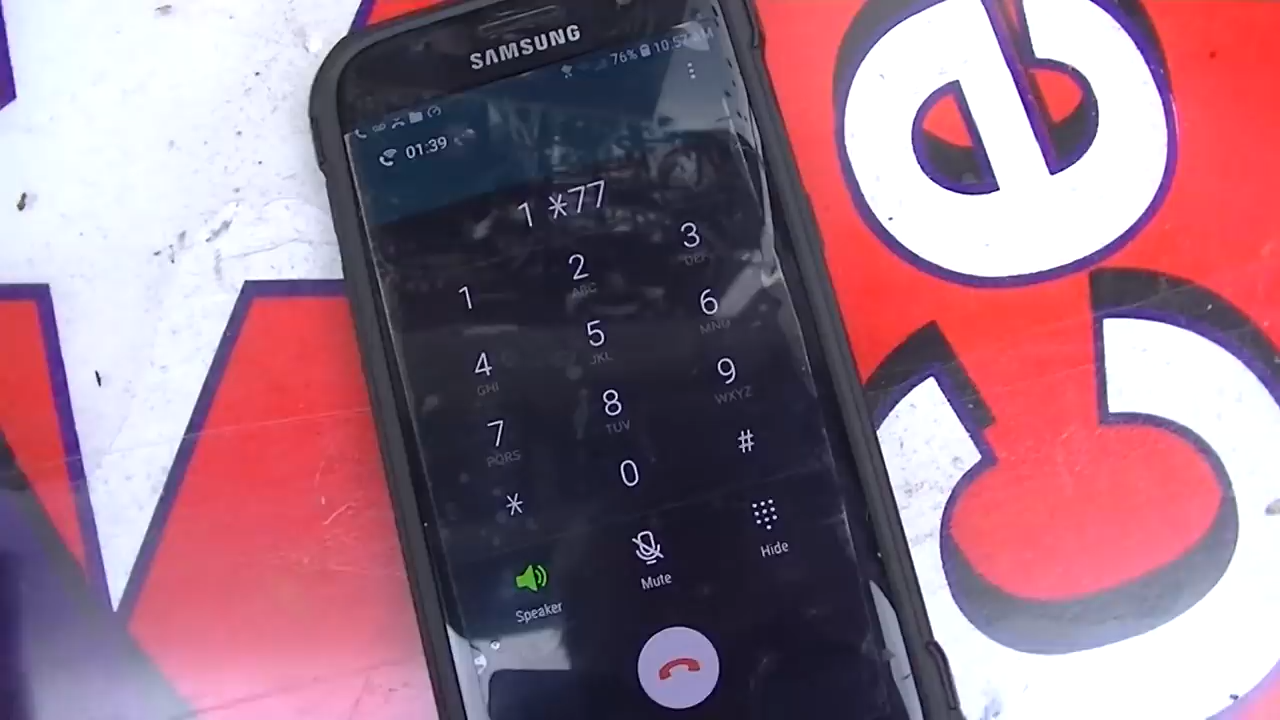 SAMSUNG
76% 10:57 AM
01:39
1 *77
1 2 3
ABC DEF
4 5 6
GHI JKL MNO
7 8 9
PQRS TUV WXYZ
* 0 #
Speaker Mute Hide
ce